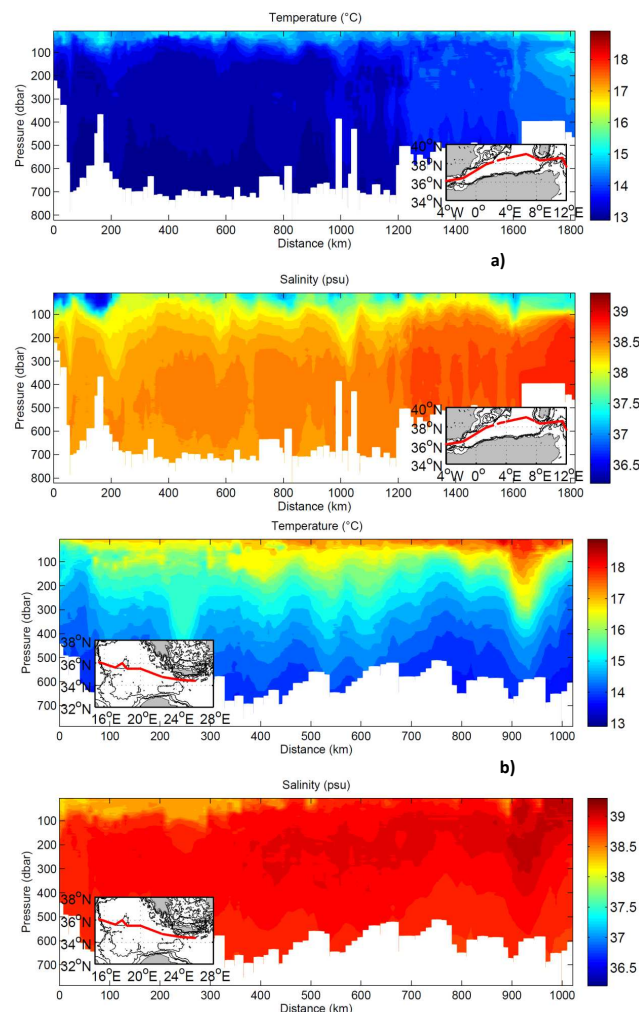 Temperature (°C)
Pressure (dbar)
100
200
300
400
500
600
700
800
0 200 400 600 800 1000 1200 1400 1600 1800
Distance (km)
40°N
38°N
36°N
34°N
4°W 0° 4°E 8°E 12°E
18
17
16
15
14
13
a)
Salinity (psu)
Pressure (dbar)
100
200
300
400
500
600
700
800
0 200 400 600 800 1000 1200 1400 1600 1800
Distance (km)
40°N
38°N
36°N
34°N
4°W 0° 4°E 8°E 12°E
39
38.5
38
37.5
37
36.5
Temperature (°C)
Pressure (dbar)
100
200
300
400
500
600
700
0 100 200 300 400 500 600 700 800 900 1000
Distance (km)
38°N
36°N
34°N
32°N
16°E 20°E 24°E 28°E
18
17
16
15
14
13
b)
Salinity (psu)
Pressure (dbar)
100
200
300
400
500
600
700
0 100 200 300 400 500 600 700 800 900 1000
Distance (km)
38°N
36°N
34°N
32°N
16°E 20°E 24°E 28°E
39
38.5
38
37.5
37
36.5